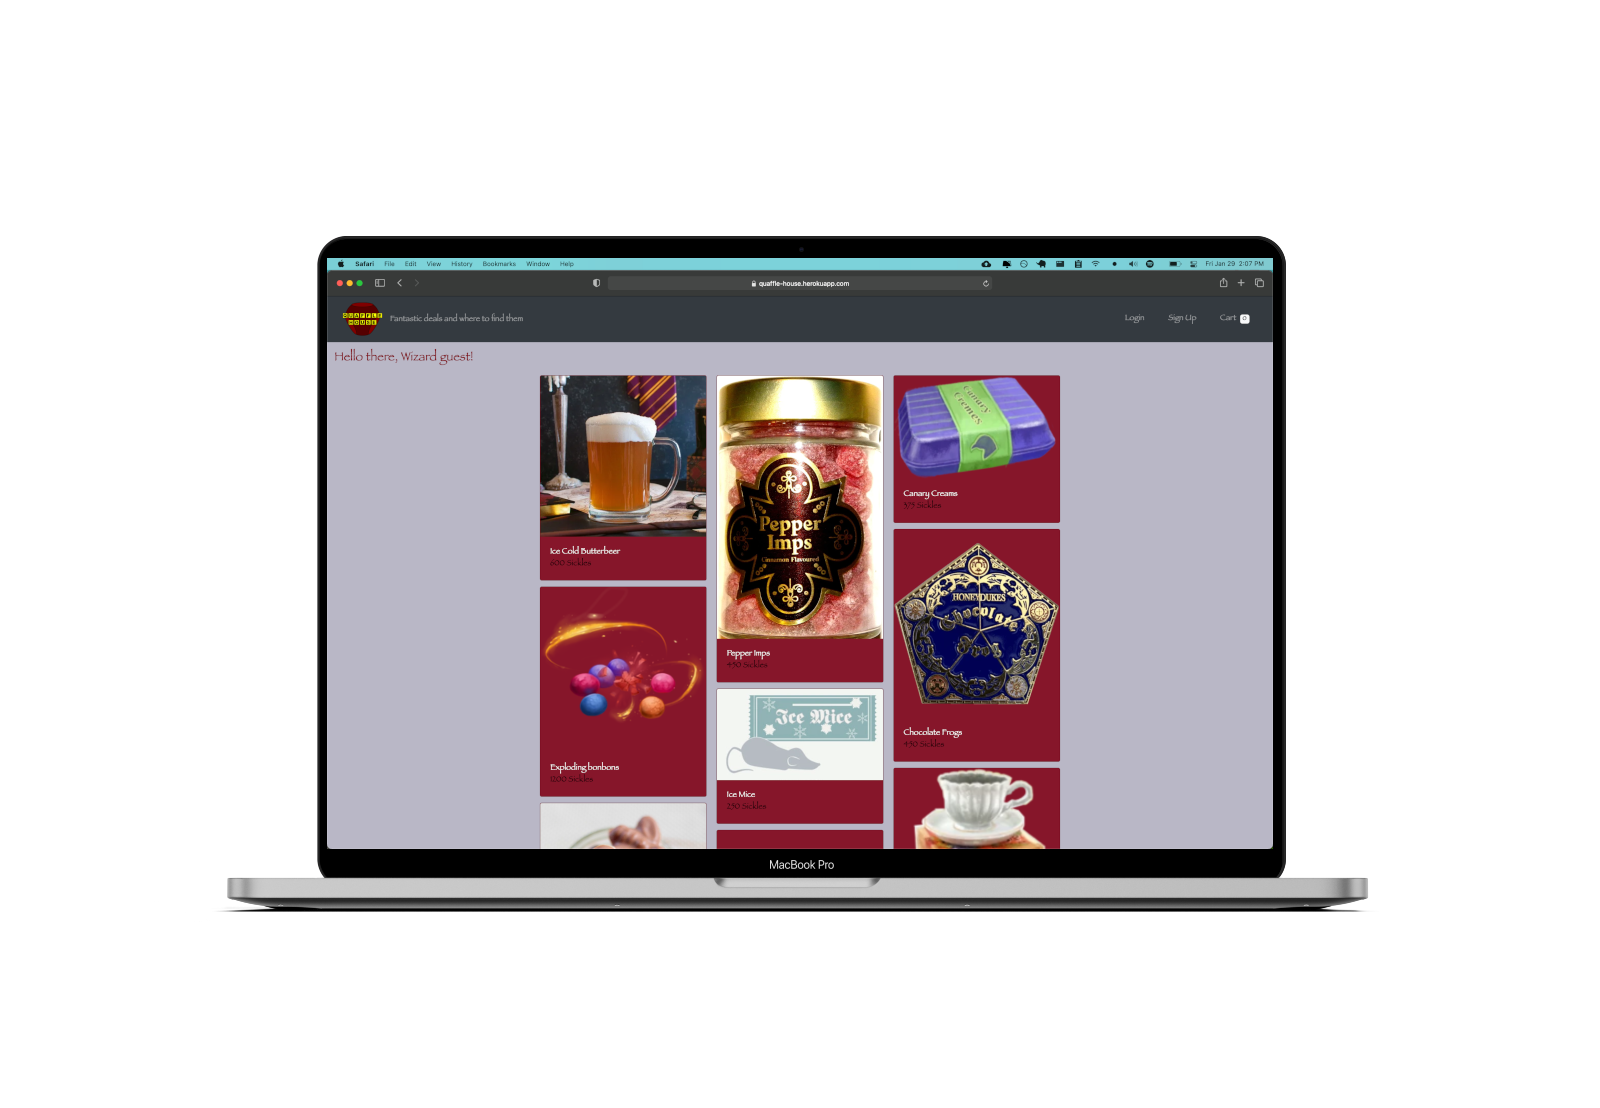 Safari File Edit View History Bookmarks Window Help
Fri Jan 29 2:07 PM
quaffle-house.herokuapp.com
QUAFFLE
HOUSE
Fantastic deals and where to find them
Login Sign Up Cart 0
Hello there, Wizard guest!
Ice Cold Butterbeer
600 Sickles
Exploding bonbons
Sickles
Pepper
Imps
Cinnamon Flavoured
Pepper Imps
450 Sickles
Ice Mice
Ice Mice
250 Sickles
Canary
Cremes
Canary Creams
575 Sickles
HONEYDUKES
Chocolate
Frog
Chocolate Frogs
450 Sickles
MacBook Pro